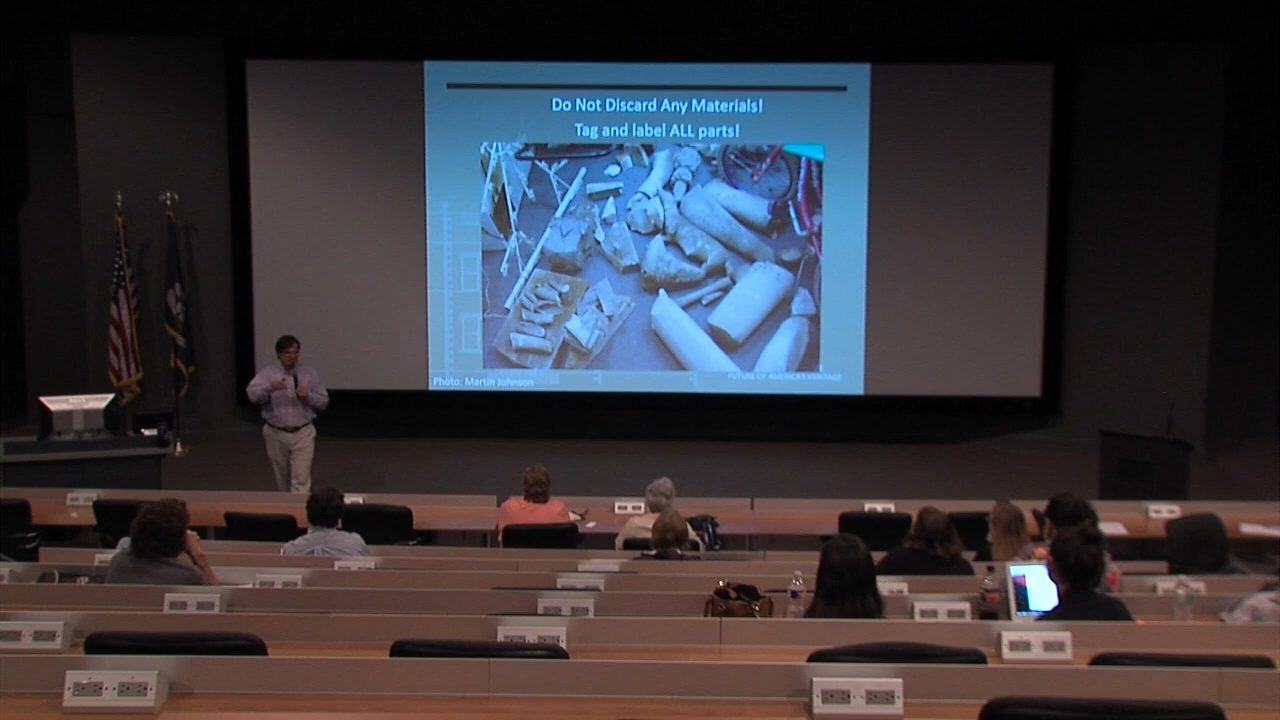 Do Not Discard Any Materials!
Tag and label ALL parts!
Photo: Martin Johnson
FUTURE OF AMERICA'S HERITAGE